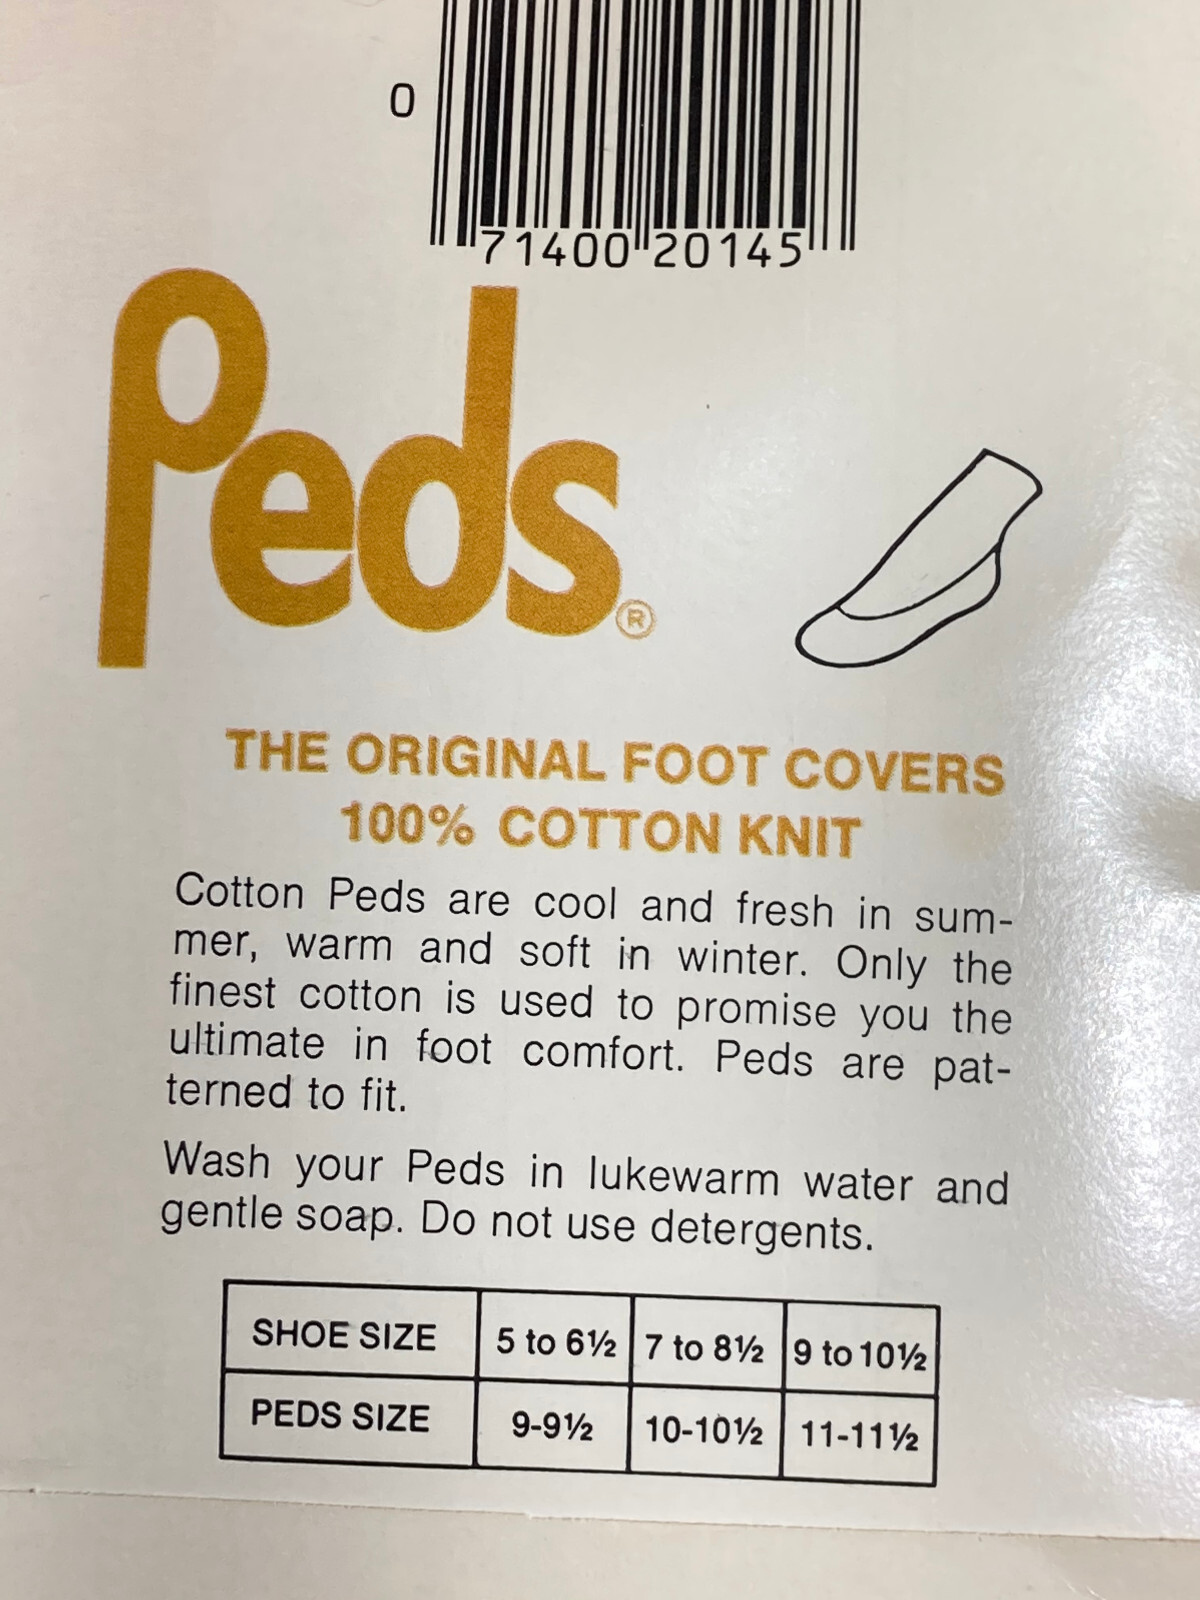 0
71400 20145
Peds®
THE ORIGINAL FOOT COVERS
100% COTTON KNIT
Cotton Peds are cool and fresh in sum-
mer, warm and soft in winter. Only the
finest cotton is used to promise you the
ultimate in foot comfort. Peds are pat-
terned to fit.
Wash your Peds in lukewarm water and
gentle soap. Do not use detergents.
SHOE SIZE 5 to 6½ 7 to 8½ 9 to 10½
PEDS SIZE 9-9½ 10-10½ 11-11½